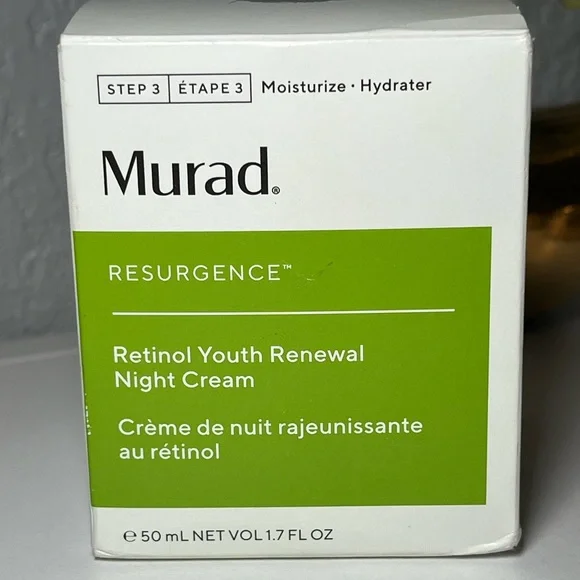 STEP 3 ÉTAPE 3 Moisturize · Hydrater
Murad®
RESURGENCE™
Retinol Youth Renewal
Night Cream
Crème de nuit rajeunissante
au rétinol
℮ 50 mL NET VOL 1.7 FL OZ